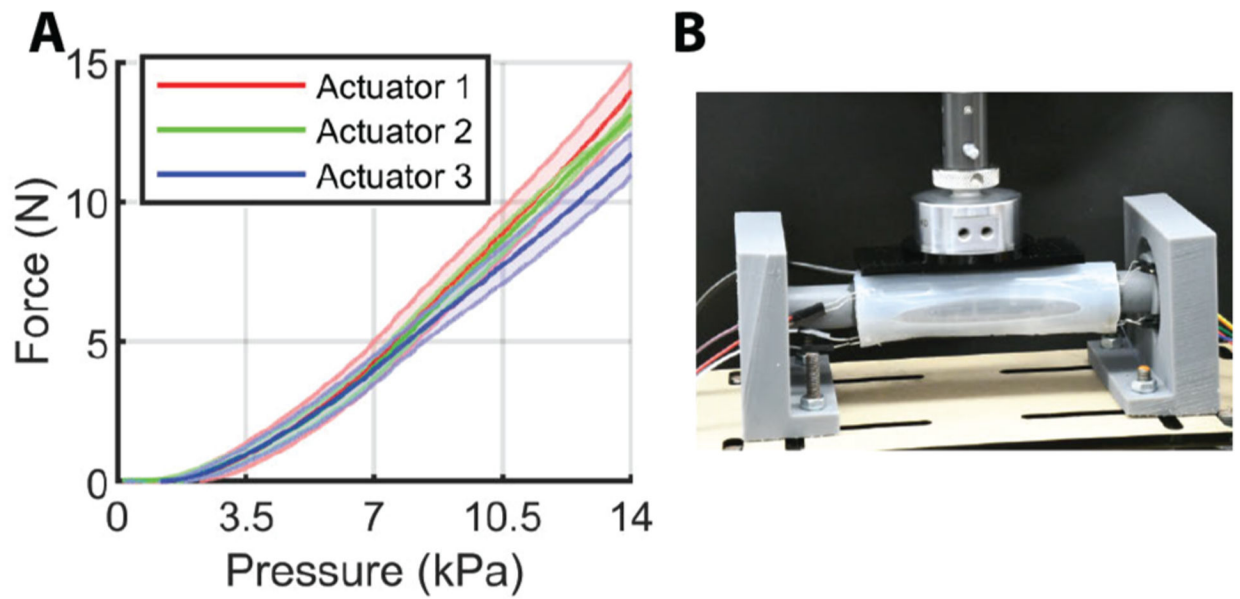 A
B
15
10
5
0
Force (N)
Actuator 1
Actuator 2
Actuator 3
0 3.5 7 10.5 14
Pressure (kPa)